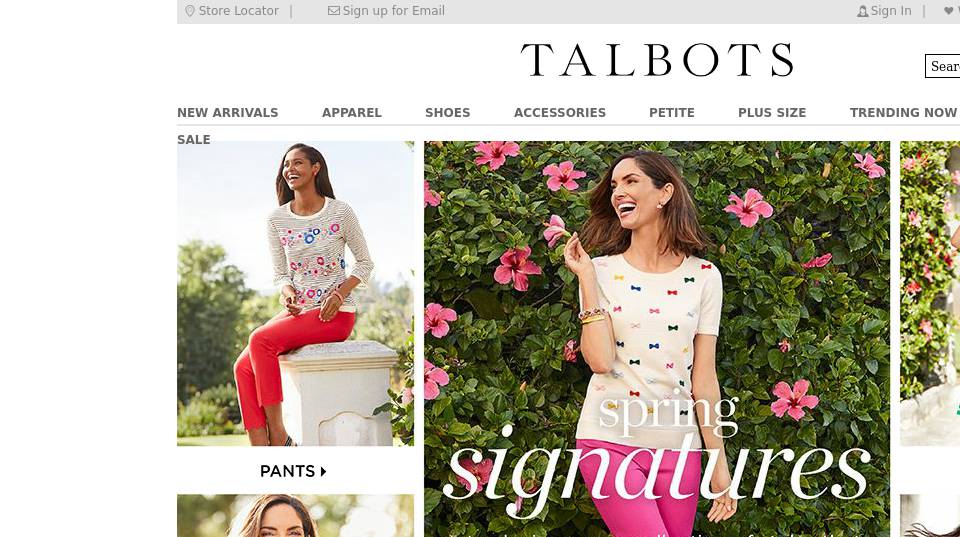 Store Locator |
Sign up for Email
Sign In |
TALBOTS
NEW ARRIVALS APPAREL SHOES ACCESSORIES PETITE PLUS SIZE TRENDING NOW
SALE
PANTS
spring
signatures